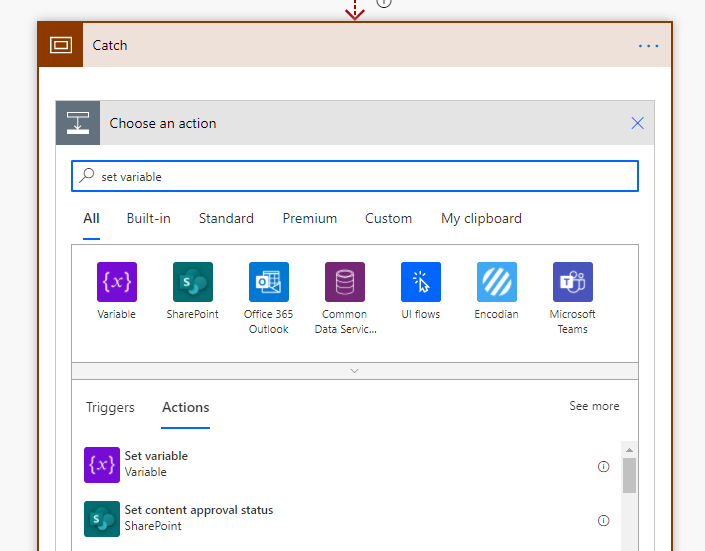 Catch
Choose an action
set variable
All Built-in Standard Premium Custom My clipboard
{x} S O T
Variable SharePoint Office 365 Outlook Common Data Servic... UI flows Encodian Microsoft Teams
Triggers Actions See more
{x} Set variable
Variable
S Set content approval status
SharePoint